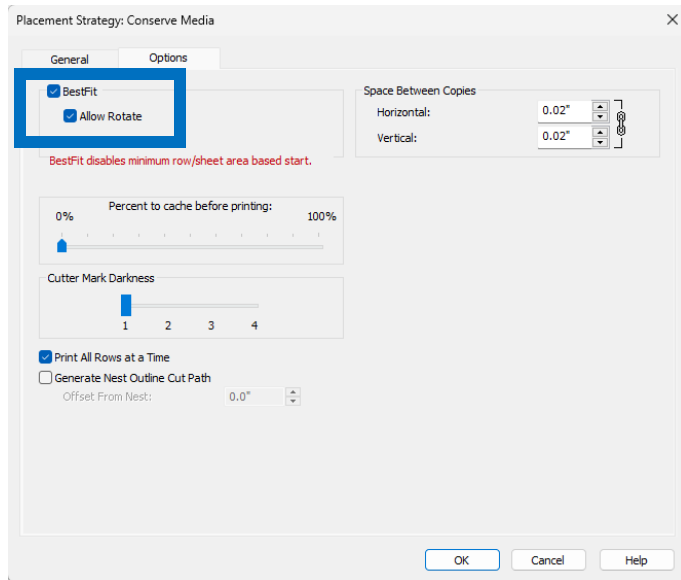 Placement Strategy: Conserve Media
General
Options
BestFit
Allow Rotate
BestFit disables minimum row/sheet area based start.
Space Between Copies
Horizontal:
0.02"
Vertical:
0.02"
Percent to cache before printing:
0%
100%
Cutter Mark Darkness
1 2 3 4
Print All Rows at a Time
Generate Nest Outline Cut Path
Offset From Nest:
0.0"
OK
Cancel
Help